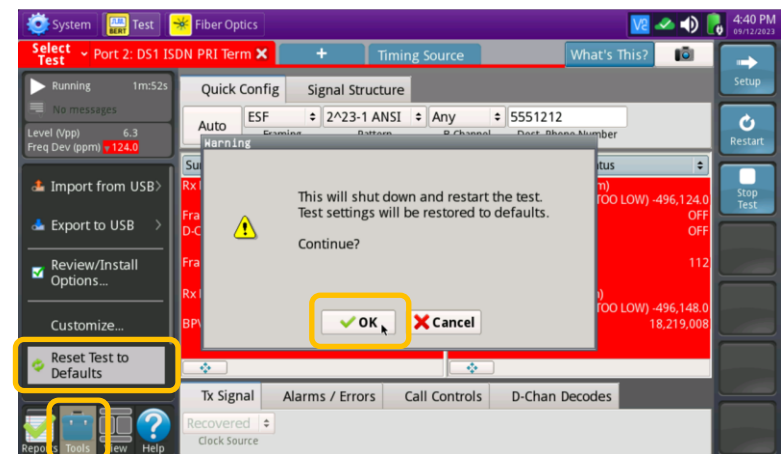 System Test Fiber Optics VR 4:40 PM
BERT 09/12/2023
Select Test Port 2: DS1 ISDN PRI Term + Timing Source What's This?
Setup
Running 1m:52s
No messages
Level (Vpp) 6.3
Freq Dev (ppm) 124.0
Quick Config Signal Structure
Auto ESF 2^23-1 ANSI Any 5551212
Framing Pattern B Channel Dest. Phone Number
Restart
Warning
This will shut down and restart the test.
Test settings will be restored to defaults.
Continue?
OK Cancel
TOO LOW) -496,124.0
OFF
OFF
112
TOO LOW) -496,148.0
18,219,008
Stop
Test
Import from USB>
Export to USB >
Review/Install
Options...
Customize...
Reset Test to
Defaults
Tx Signal Alarms / Errors Call Controls D-Chan Decodes
Recovered
Clock Source
Reports Tools View Help